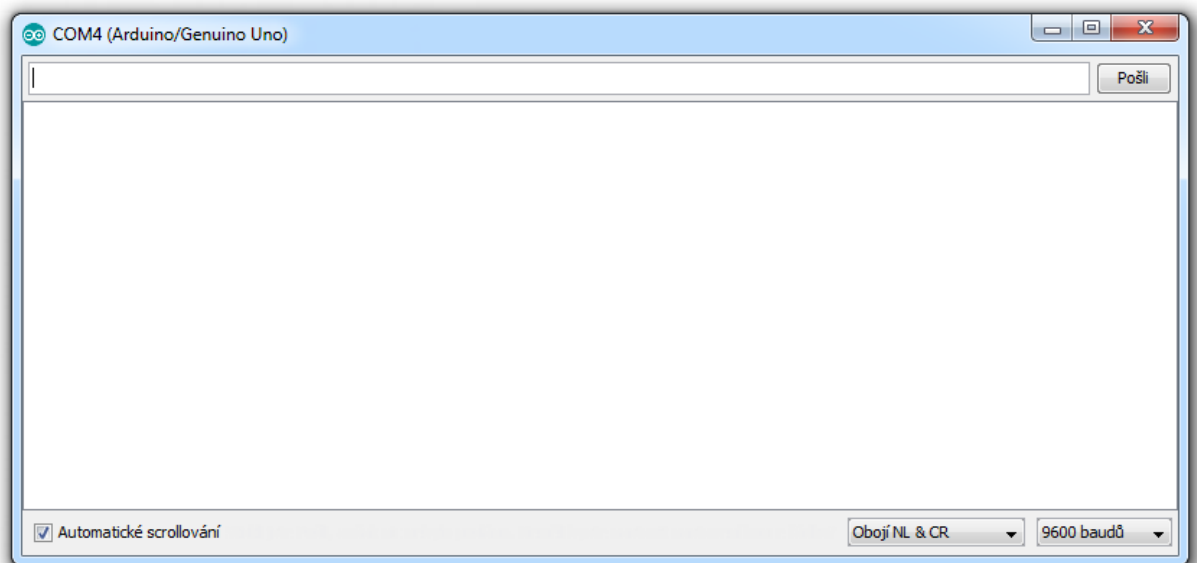 COM4 (Arduino/Genuino Uno)
Pošli
Automatické scrollování
Obojí NL & CR
9600 baudů